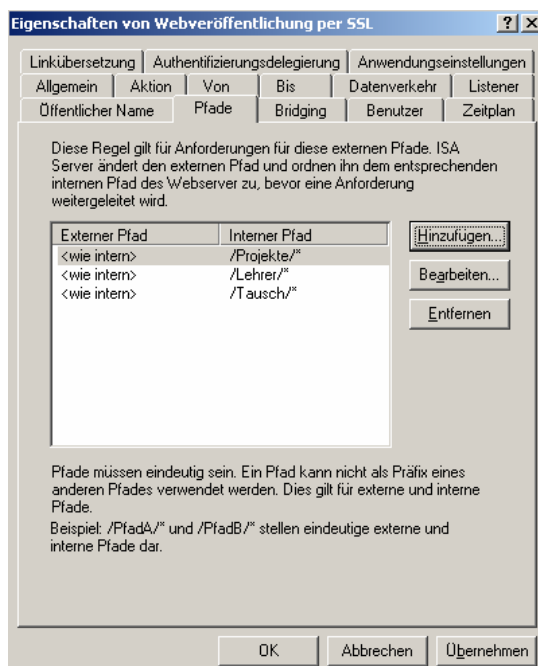 Eigenschaften von Webveröffentlichung per SSL
Linkübersetzung Authentifizierungsdelegierung Anwendungseinstellungen
Allgemein Aktion Von Bis Datenverkehr Listener
Öffentlicher Name Pfade Bridging Benutzer Zeitplan
Diese Regel gilt für Anforderungen für diese externen Pfade. ISA
Server ändert den externen Pfad und ordnen ihn dem entsprechenden
internen Pfad des Webserver zu, bevor eine Anforderung
weitergeleitet wird.
Externer Pfad Interner Pfad
<wie intern> /Projekte/*
<wie intern> /Lehrer/*
<wie intern> /Tausch/*
Hinzufügen...
Bearbeiten...
Entfernen
Pfade müssen eindeutig sein. Ein Pfad kann nicht als Präfix eines
anderen Pfades verwendet werden. Dies gilt für externe und interne
Pfade.
Beispiel: /PfadA/* und /PfadB/* stellen eindeutige externe und
interne Pfade dar.
OK Abbrechen Übernehmen